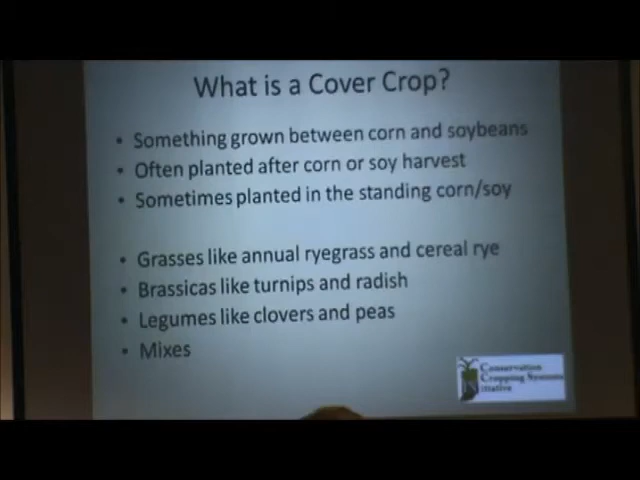 What is a Cover Crop?
• Something grown between corn and soybeans
• Often planted after corn or soy harvest
• Sometimes planted in the standing corn/soy
• Grasses like annual ryegrass and cereal rye
• Brassicas like turnips and radish
• Legumes like clovers and peas
• Mixes
Conservation
Cropping Systems
Initiative